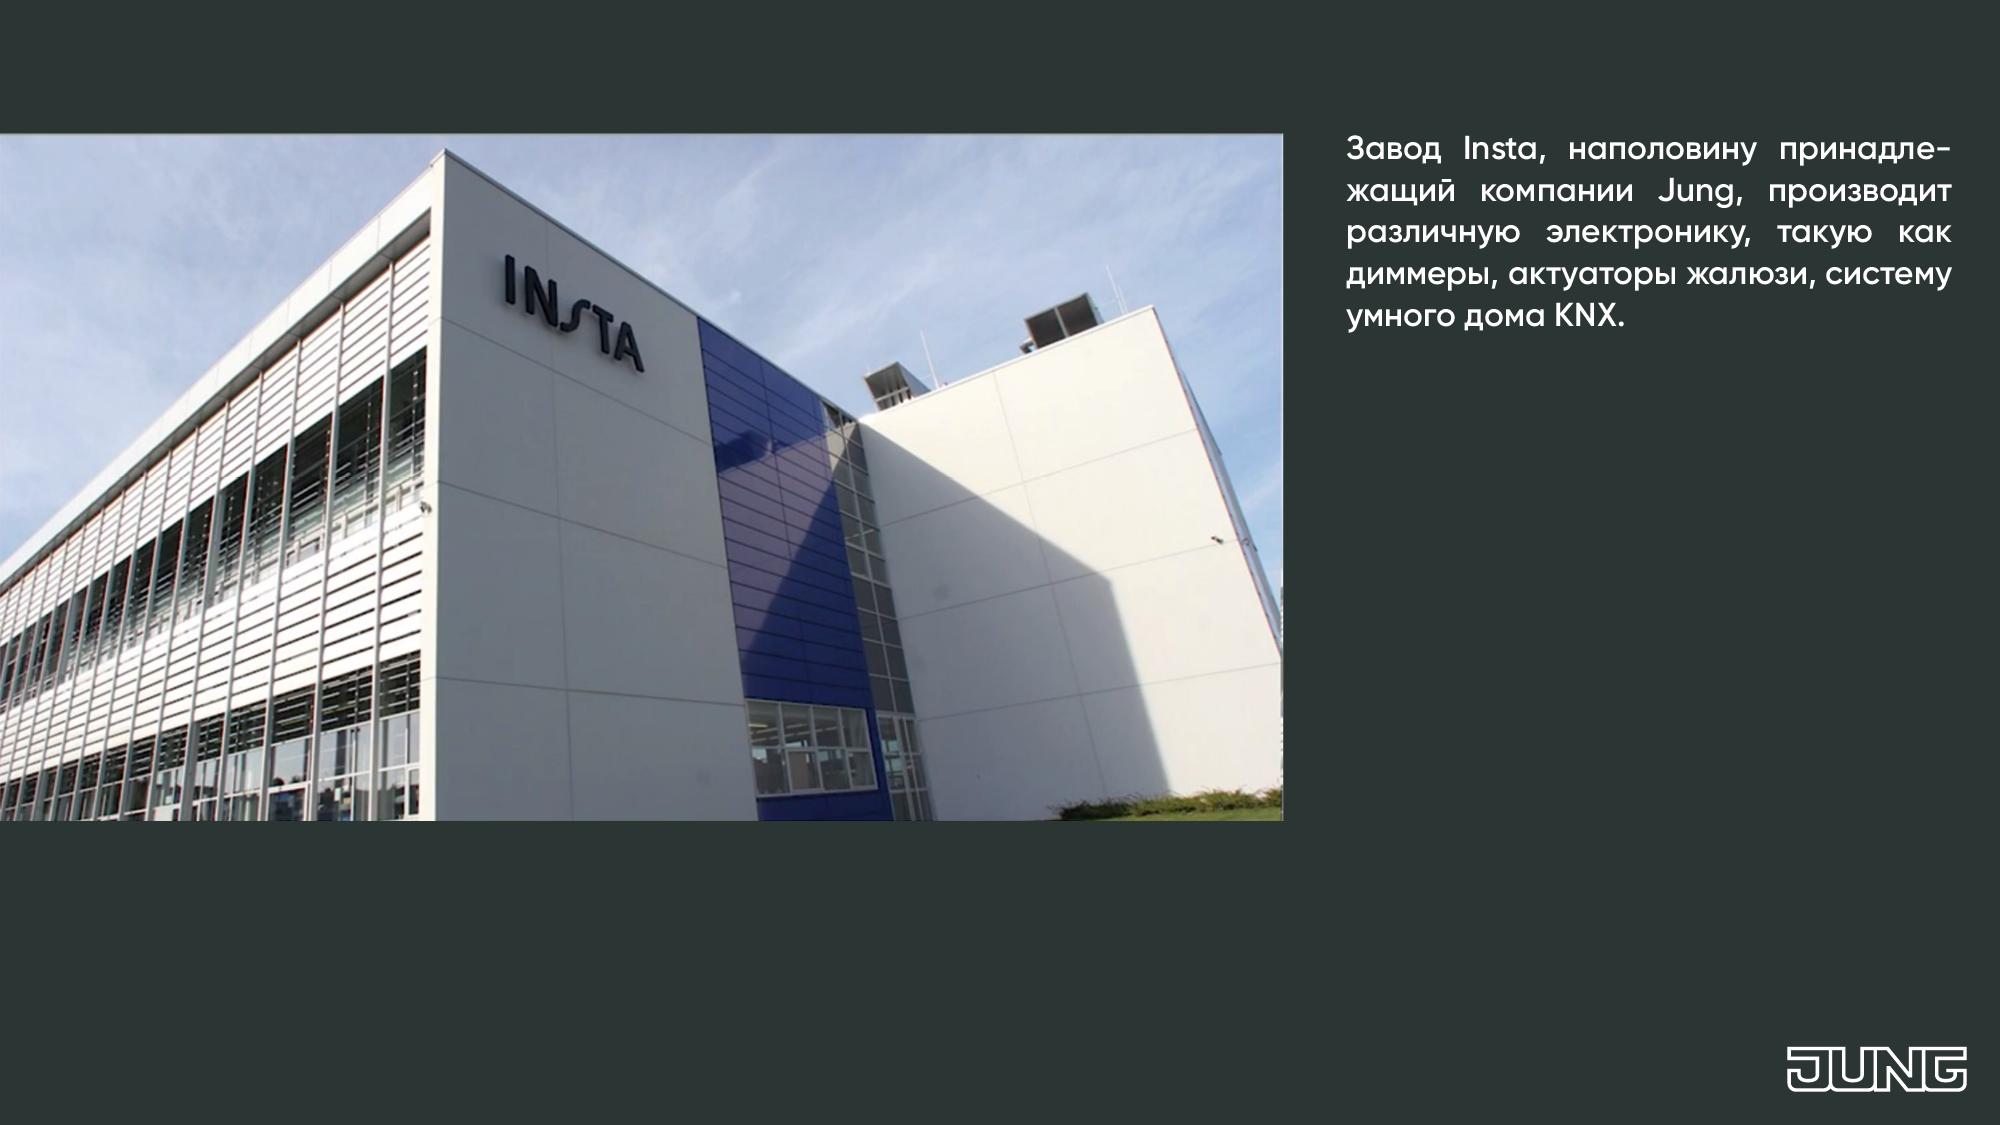 INSTA
Завод Insta, наполовину принадле-
жащий компании Jung, производит
различную электронику, такую как
диммеры, актуаторы жалюзи, систему
умного дома KNX.
JUNG